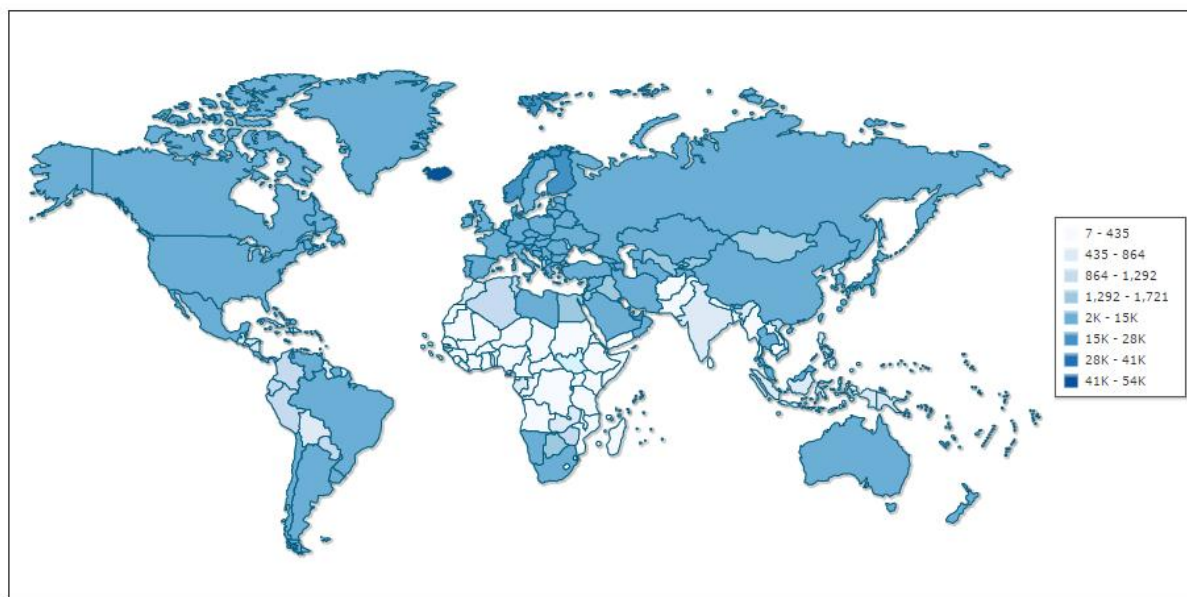 7 - 435
435 - 864
864 - 1,292
1,292 - 1,721
2K - 15K
15K - 28K
28K - 41K
41K - 54K